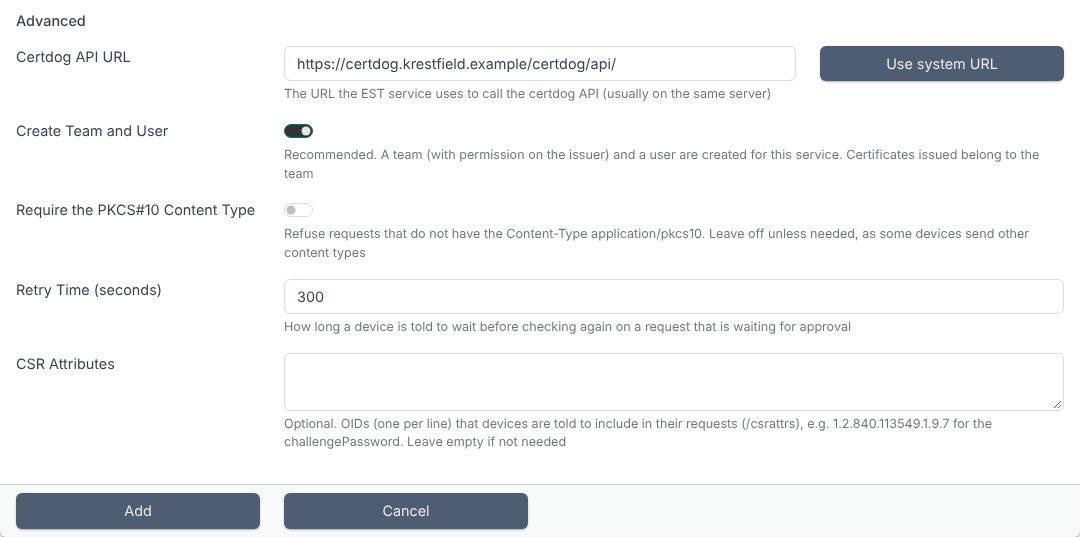 Advanced
Certdog API URL
https://certdog.krestfield.example/certdog/api/
Use system URL
The URL the EST service uses to call the certdog API (usually on the same server)
Create Team and User
Recommended. A team (with permission on the issuer) and a user are created for this service. Certificates issued belong to the
team
Require the PKCS#10 Content Type
Refuse requests that do not have the Content-Type application/pkcs10. Leave off unless needed, as some devices send other
content types
Retry Time (seconds)
300
How long a device is told to wait before checking again on a request that is waiting for approval
CSR Attributes
Optional. OIDs (one per line) that devices are told to include in their requests (/csrattrs), e.g. 1.2.840.113549.1.9.7 for the
challengePassword. Leave empty if not needed
Add
Cancel